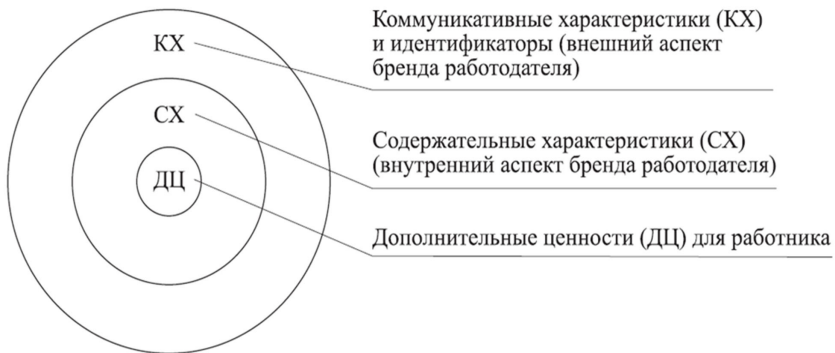 КХ
Коммуникативные характеристики (КХ)
и идентификаторы (внешний аспект
бренда работодателя)
СХ
Содержательные характеристики (СХ)
(внутренний аспект бренда работодателя)
ДЦ
Дополнительные ценности (ДЦ) для работника